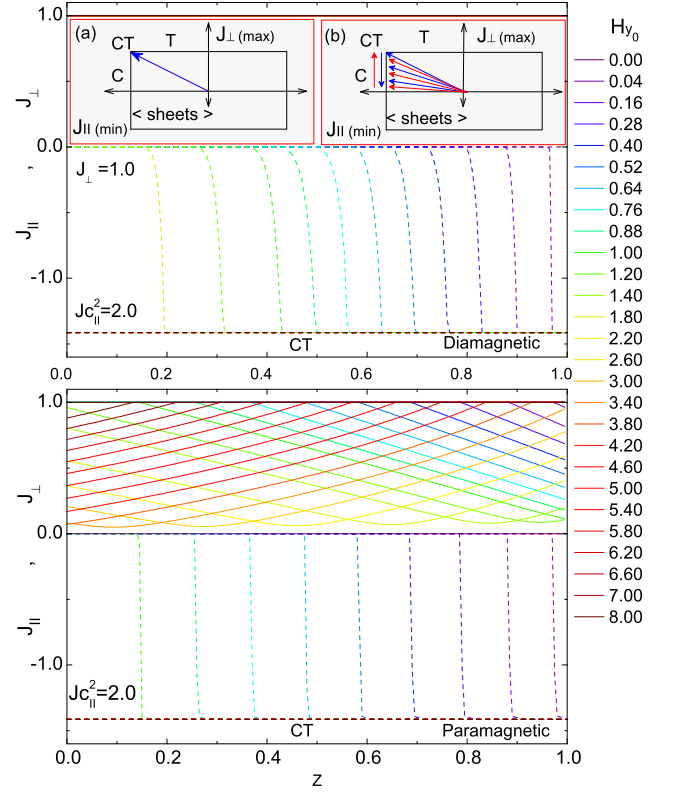 Hy₀
(a) CT T J⊥ (max)
C
< sheets >
J|| (min)
(b) CT T J⊥ (max)
C
< sheets >
J|| (min)
1.0
0.0
-1.0
J|| , J⊥
J⊥ =1.0
Jc||²=2.0
CT Diamagnetic
0.0 0.2 0.4 0.6 0.8 1.0
Z
1.0
0.0
-1.0
J|| , J⊥
Jc||²=2.0
CT Paramagnetic
0.0 0.2 0.4 0.6 0.8 1.0
Z
0.00
0.04
0.16
0.28
0.40
0.52
0.64
0.76
0.88
1.00
1.20
1.40
1.80
2.20
2.60
3.00
3.40
3.80
4.20
4.60
5.00
5.40
5.80
6.20
6.60
7.00
8.00